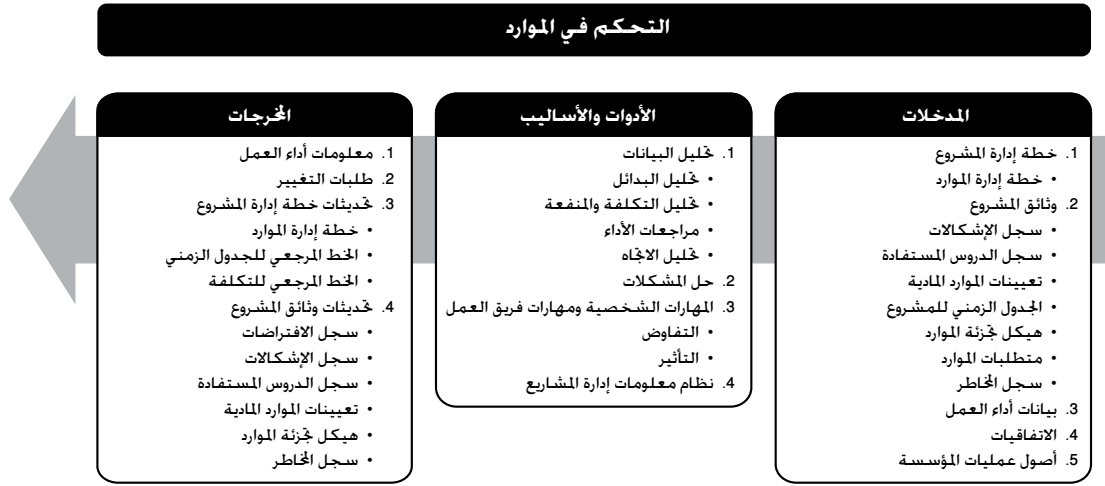 التحكم في الموارد
المدخلات
1. خطة إدارة المشروع
• خطة إدارة الموارد
2. وثائق المشروع
• سجل الإشكالات
• سجل الدروس المستفادة
• تعيينات الموارد المادية
• الجدول الزمني للمشروع
• هيكل تجزئة الموارد
• متطلبات الموارد
• سجل المخاطر
3. بيانات أداء العمل
4. الاتفاقيات
5. أصول عمليات المؤسسة
الأدوات والأساليب
1. تحليل البيانات
• تحليل البدائل
• تحليل التكلفة والمنفعة
• مراجعات الأداء
• تحليل الاتجاه
2. حل المشكلات
3. المهارات الشخصية ومهارات فريق العمل
• التفاوض
• التأثير
4. نظام معلومات إدارة المشاريع
المخرجات
1. معلومات أداء العمل
2. طلبات التغيير
3. تحديثات خطة إدارة المشروع
• خطة إدارة الموارد
• الخط المرجعي للجدول الزمني
• الخط المرجعي للتكلفة
4. تحديثات وثائق المشروع
• سجل الافتراضات
• سجل الإشكالات
• سجل الدروس المستفادة
• تعيينات الموارد المادية
• هيكل تجزئة الموارد
• سجل المخاطر